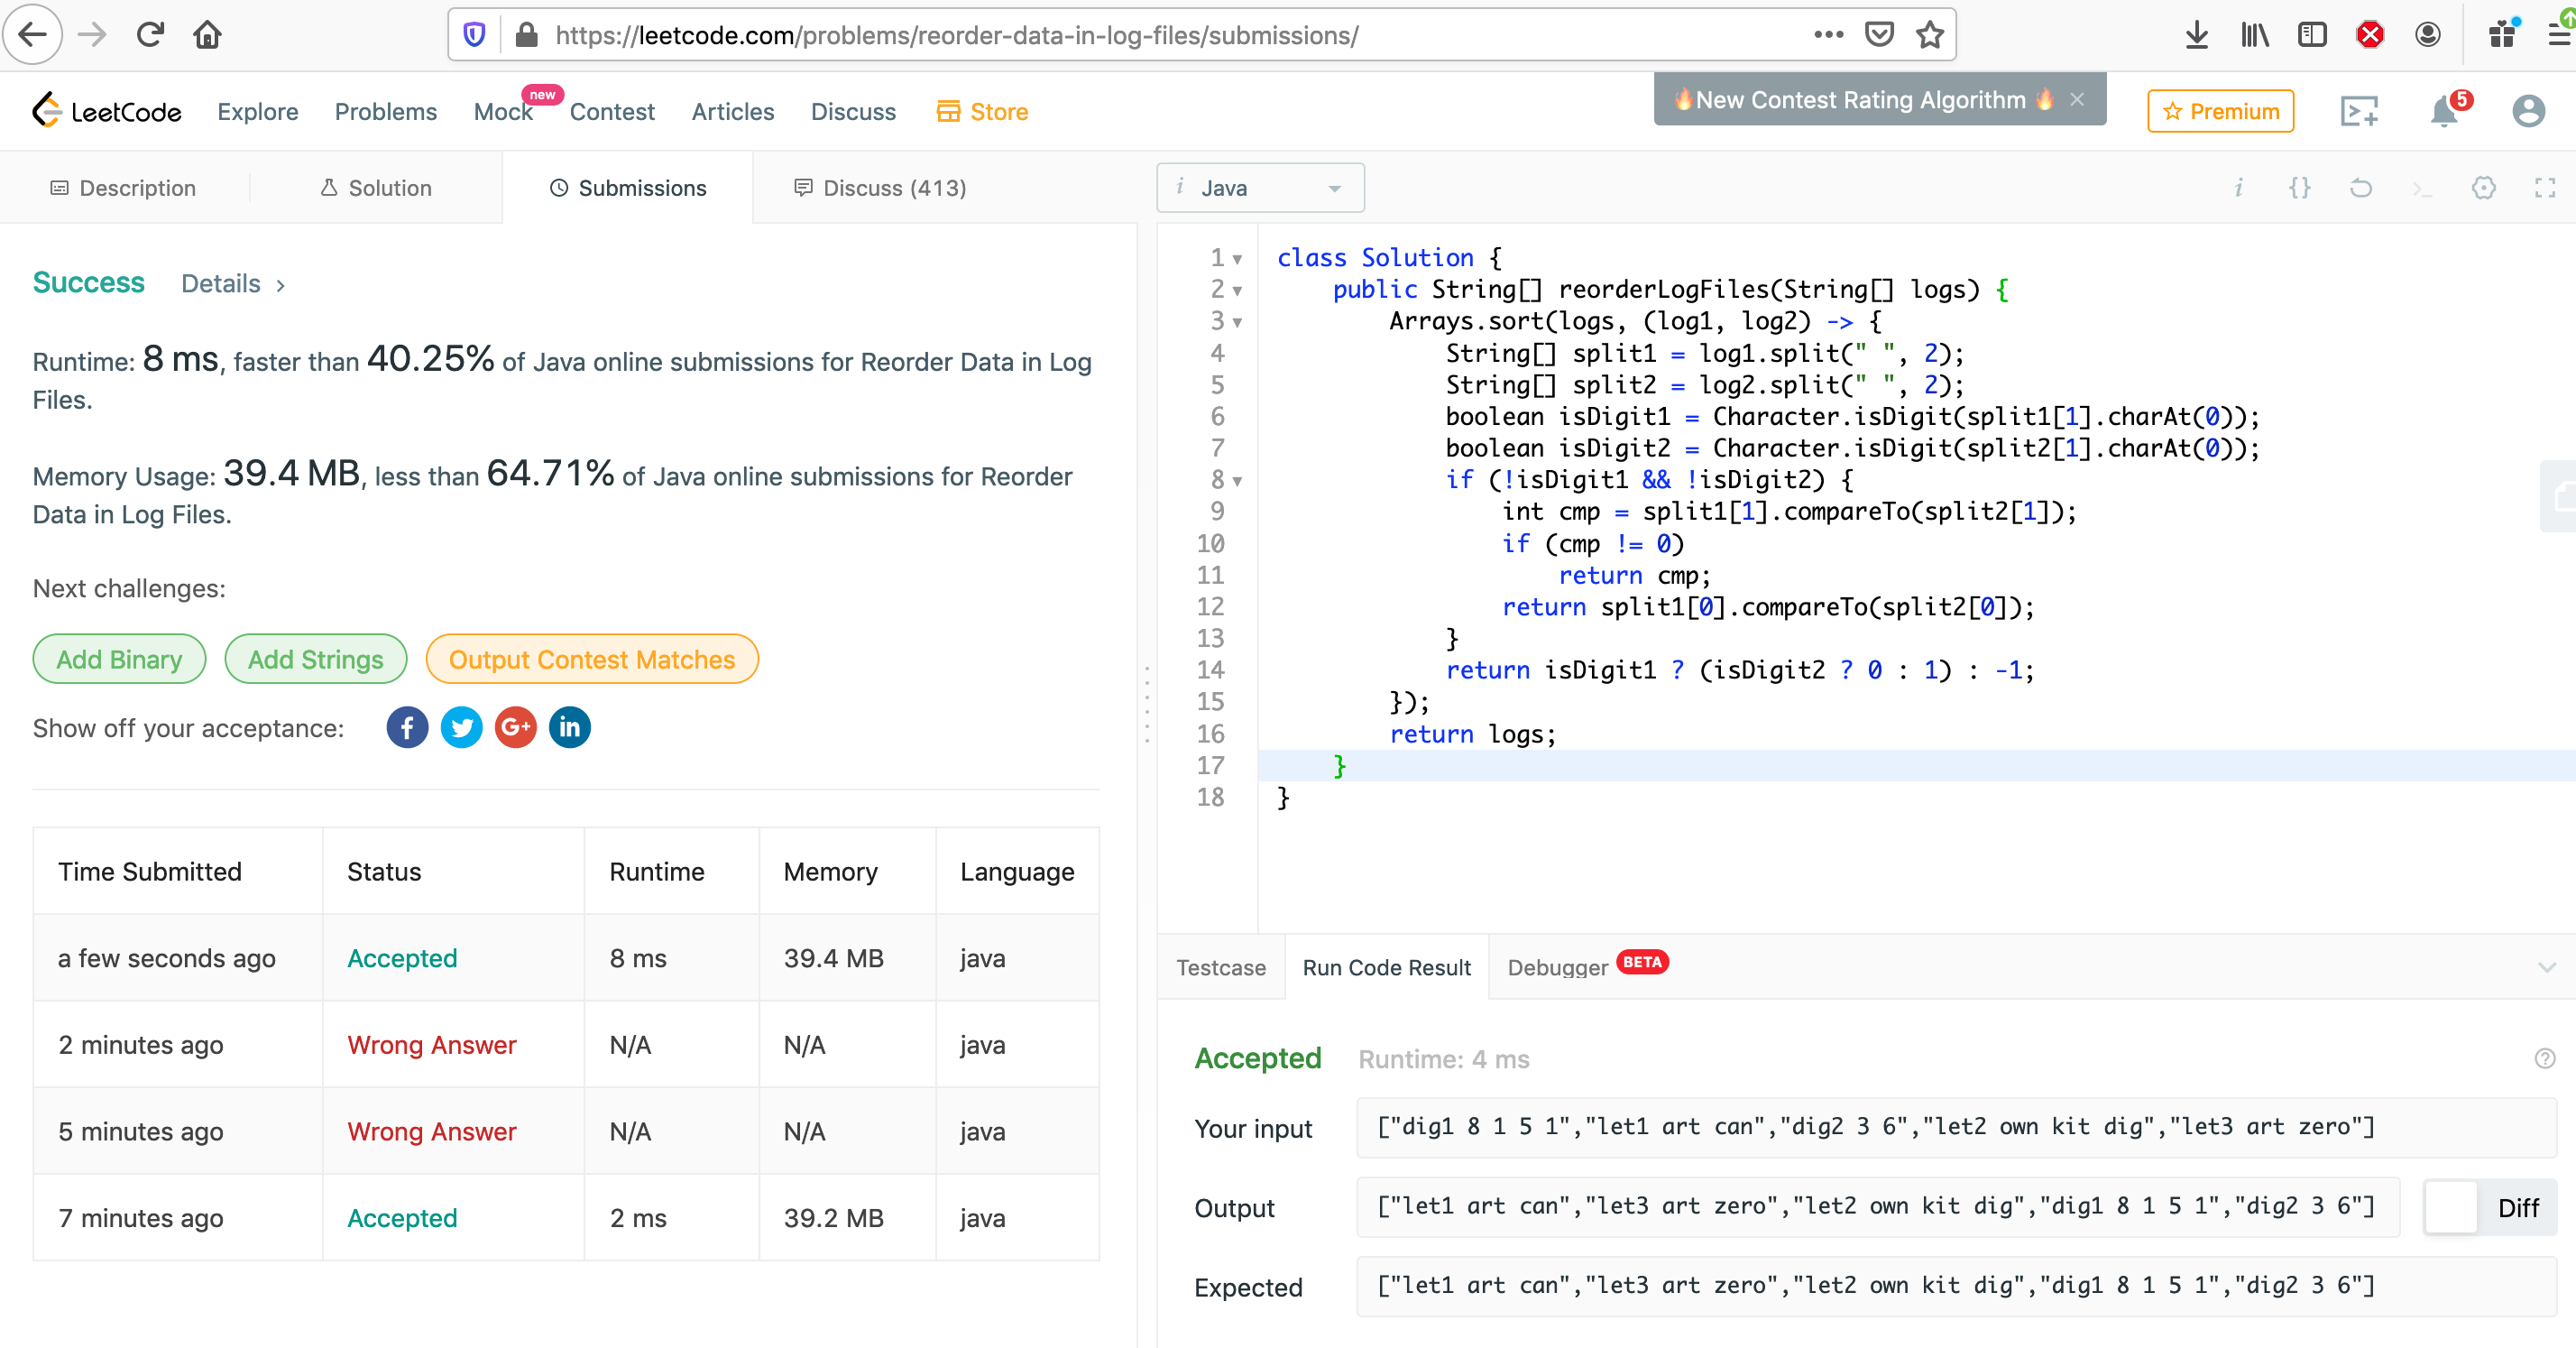 https://leetcode.com/problems/reorder-data-in-log-files/submissions/
LeetCode
Explore
Problems
Mock
new
Contest
Articles
Discuss
Store
🔥New Contest Rating Algorithm 🔥 ×
Premium
5
Description
Solution
Submissions
Discuss (413)
i Java
Success
Details >
Runtime: 8 ms, faster than 40.25% of Java online submissions for Reorder Data in Log
Files.
Memory Usage: 39.4 MB, less than 64.71% of Java online submissions for Reorder
Data in Log Files.
Next challenges:
Add Binary
Add Strings
Output Contest Matches
Show off your acceptance:
f
G+
in
Time Submitted Status Runtime Memory Language
a few seconds ago Accepted 8 ms 39.4 MB java
2 minutes ago Wrong Answer N/A N/A java
5 minutes ago Wrong Answer N/A N/A java
7 minutes ago Accepted 2 ms 39.2 MB java
1 class Solution {
2     public String[] reorderLogFiles(String[] logs) {
3         Arrays.sort(logs, (log1, log2) -> {
4             String[] split1 = log1.split(" ", 2);
5             String[] split2 = log2.split(" ", 2);
6             boolean isDigit1 = Character.isDigit(split1[1].charAt(0));
7             boolean isDigit2 = Character.isDigit(split2[1].charAt(0));
8             if (!isDigit1 && !isDigit2) {
9                 int cmp = split1[1].compareTo(split2[1]);
10                 if (cmp != 0)
11                     return cmp;
12                 return split1[0].compareTo(split2[0]);
13             }
14             return isDigit1 ? (isDigit2 ? 0 : 1) : -1;
15         });
16         return logs;
17     }
18 }
Testcase
Run Code Result
Debugger BETA
Accepted Runtime: 4 ms
Your input ["dig1 8 1 5 1","let1 art can","dig2 3 6","let2 own kit dig","let3 art zero"]
Output ["let1 art can","let3 art zero","let2 own kit dig","dig1 8 1 5 1","dig2 3 6"]
Diff
Expected ["let1 art can","let3 art zero","let2 own kit dig","dig1 8 1 5 1","dig2 3 6"]